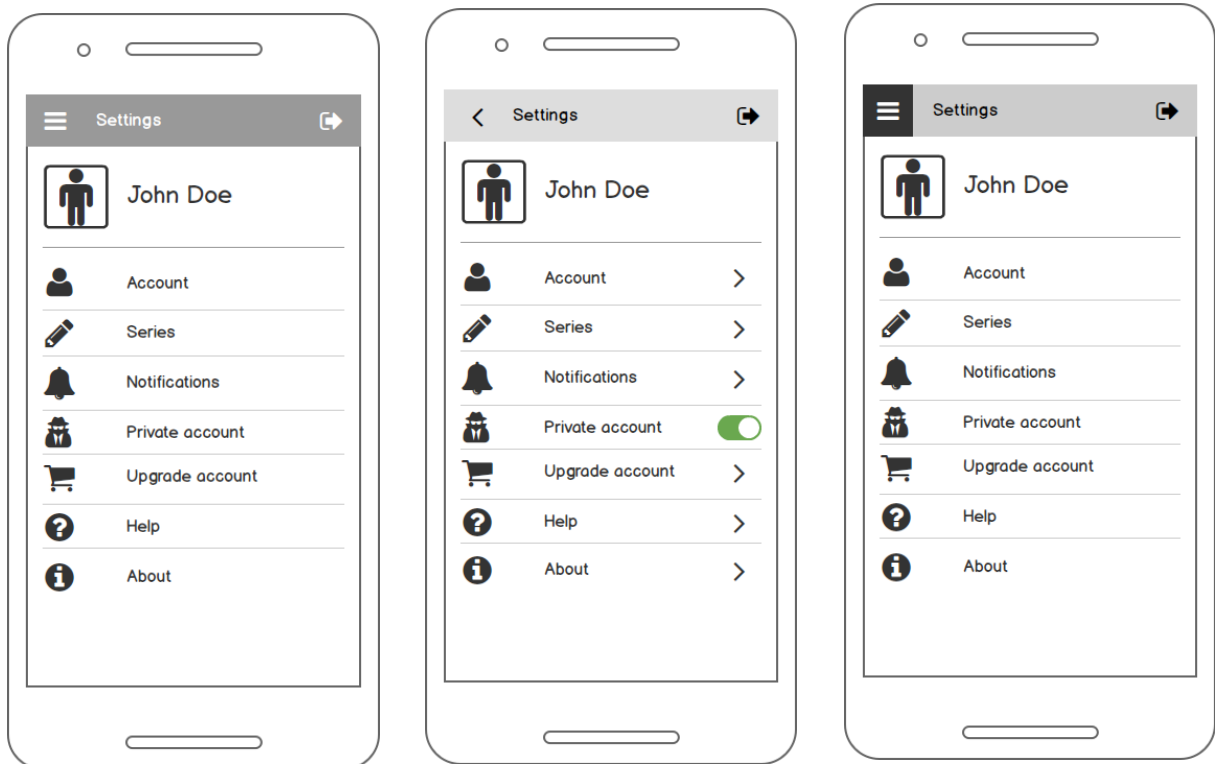 Settings
John Doe
Account
Series
Notifications
Private account
Upgrade account
Help
About
Settings
John Doe
Account
Series
Notifications
Private account
Upgrade account
Help
About
Settings
John Doe
Account
Series
Notifications
Private account
Upgrade account
Help
About